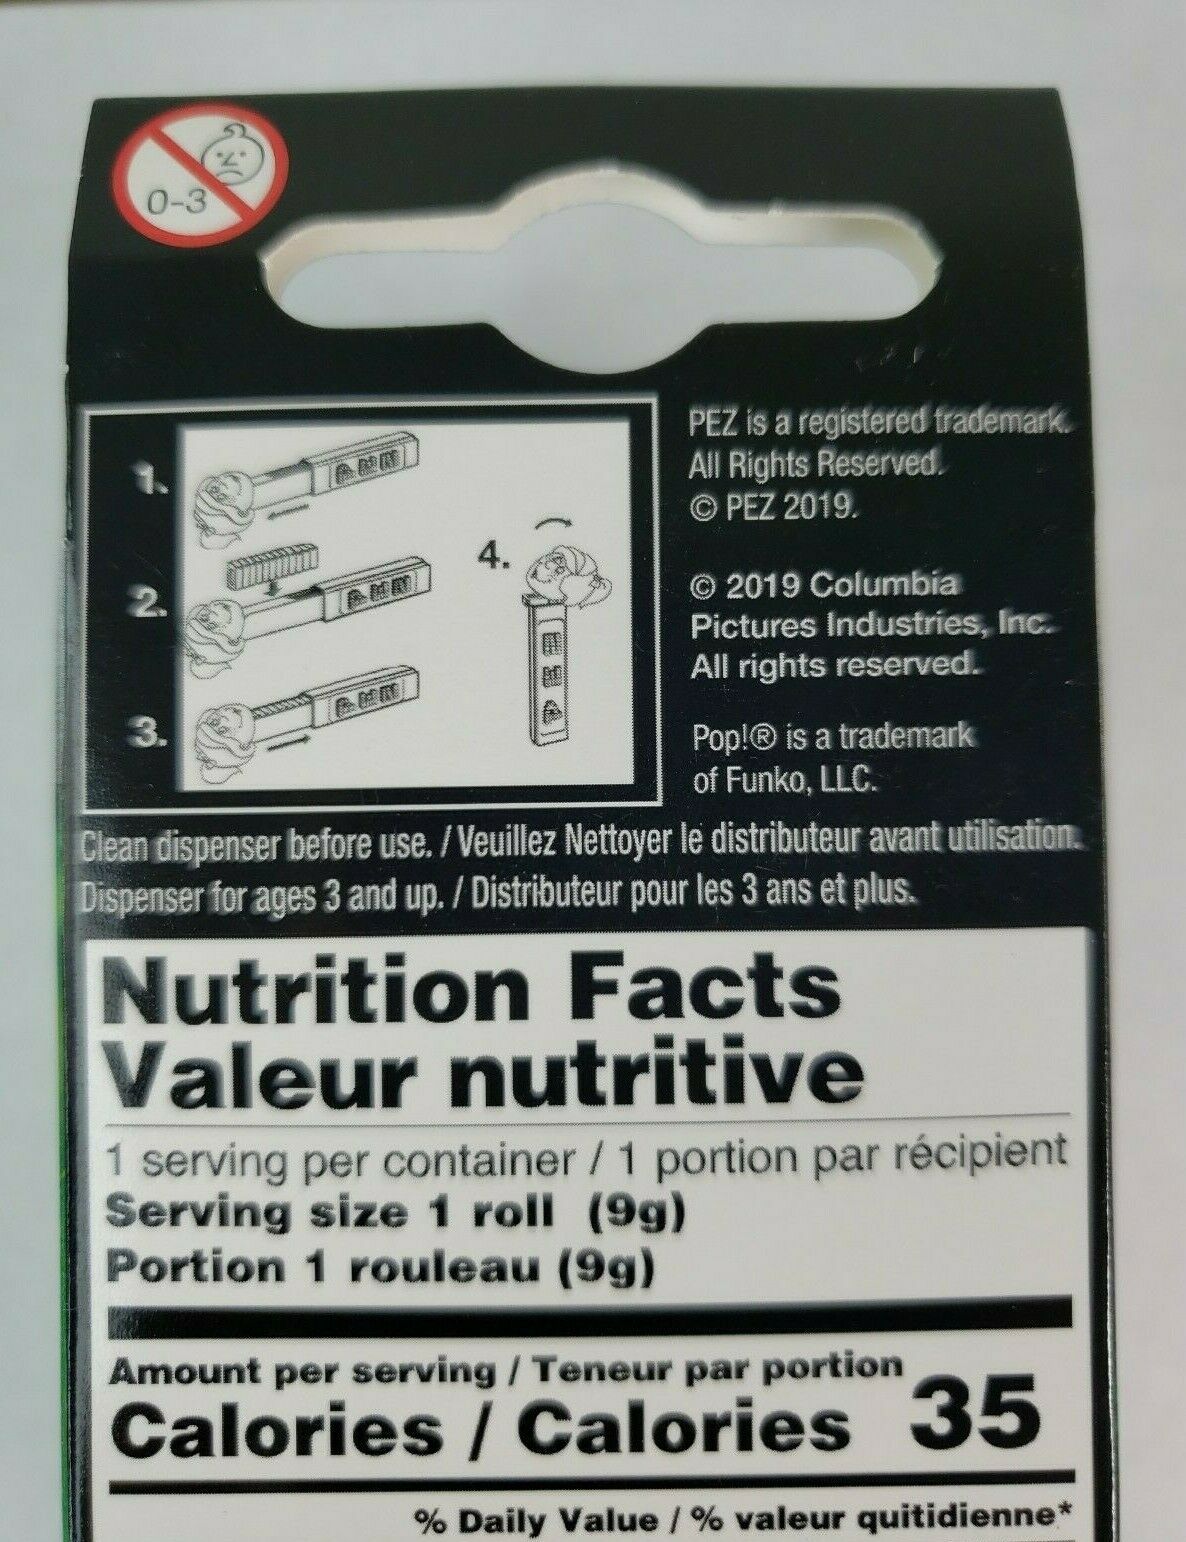 0-3
1.
2.
3.
4.
PEZ is a registered trademark.
All Rights Reserved.
© PEZ 2019.
© 2019 Columbia
Pictures Industries, Inc.
All rights reserved.
Pop!® is a trademark
of Funko, LLC.
Clean dispenser before use. / Veuillez Nettoyer le distributeur avant utilisation.
Dispenser for ages 3 and up. / Distributeur pour les 3 ans et plus.
Nutrition Facts
Valeur nutritive
1 serving per container / 1 portion par récipient
Serving size 1 roll (9g)
Portion 1 rouleau (9g)
Amount per serving / Teneur par portion
Calories / Calories 35
% Daily Value / % valeur quitidienne*